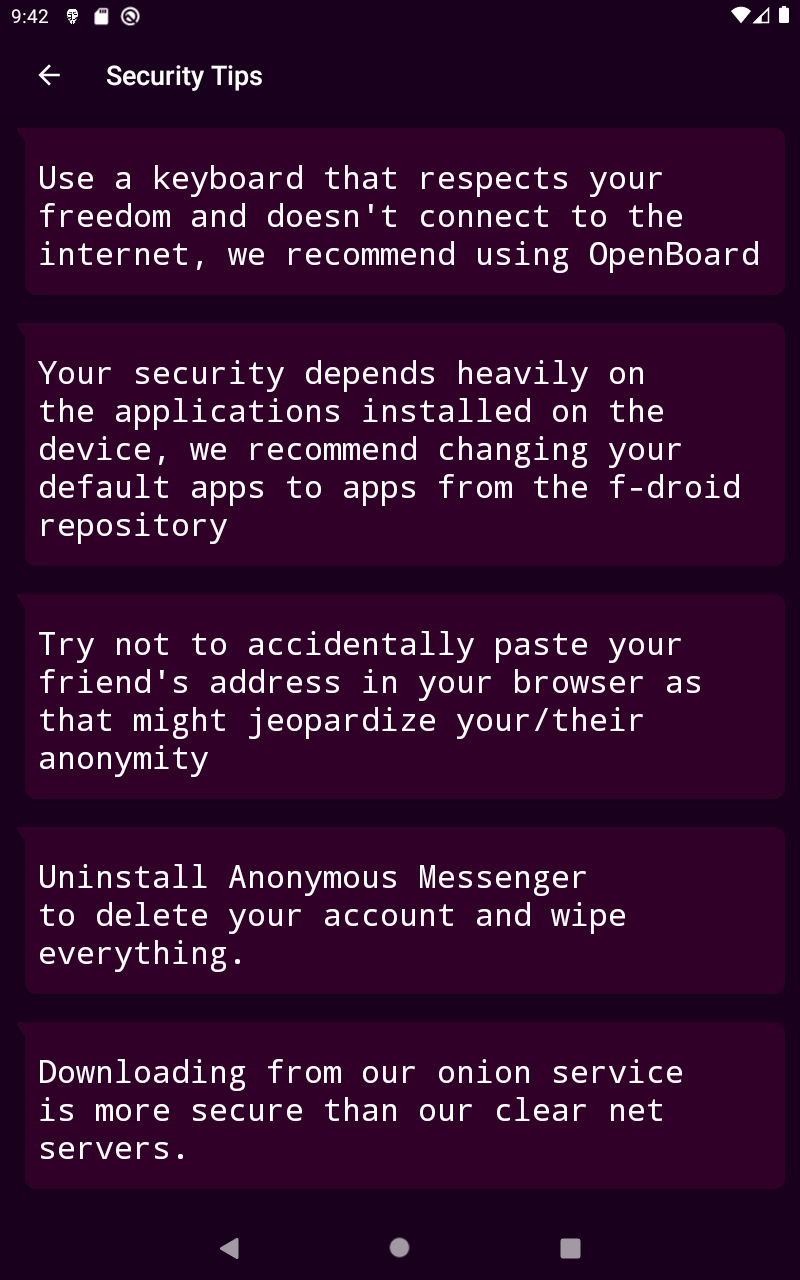 9:42
Security Tips
Use a keyboard that respects your
freedom and doesn't connect to the
internet, we recommend using OpenBoard
Your security depends heavily on
the applications installed on the
device, we recommend changing your
default apps to apps from the f-droid
repository
Try not to accidentally paste your
friend's address in your browser as
that might jeopardize your/their
anonymity
Uninstall Anonymous Messenger
to delete your account and wipe
everything.
Downloading from our onion service
is more secure than our clear net
servers.